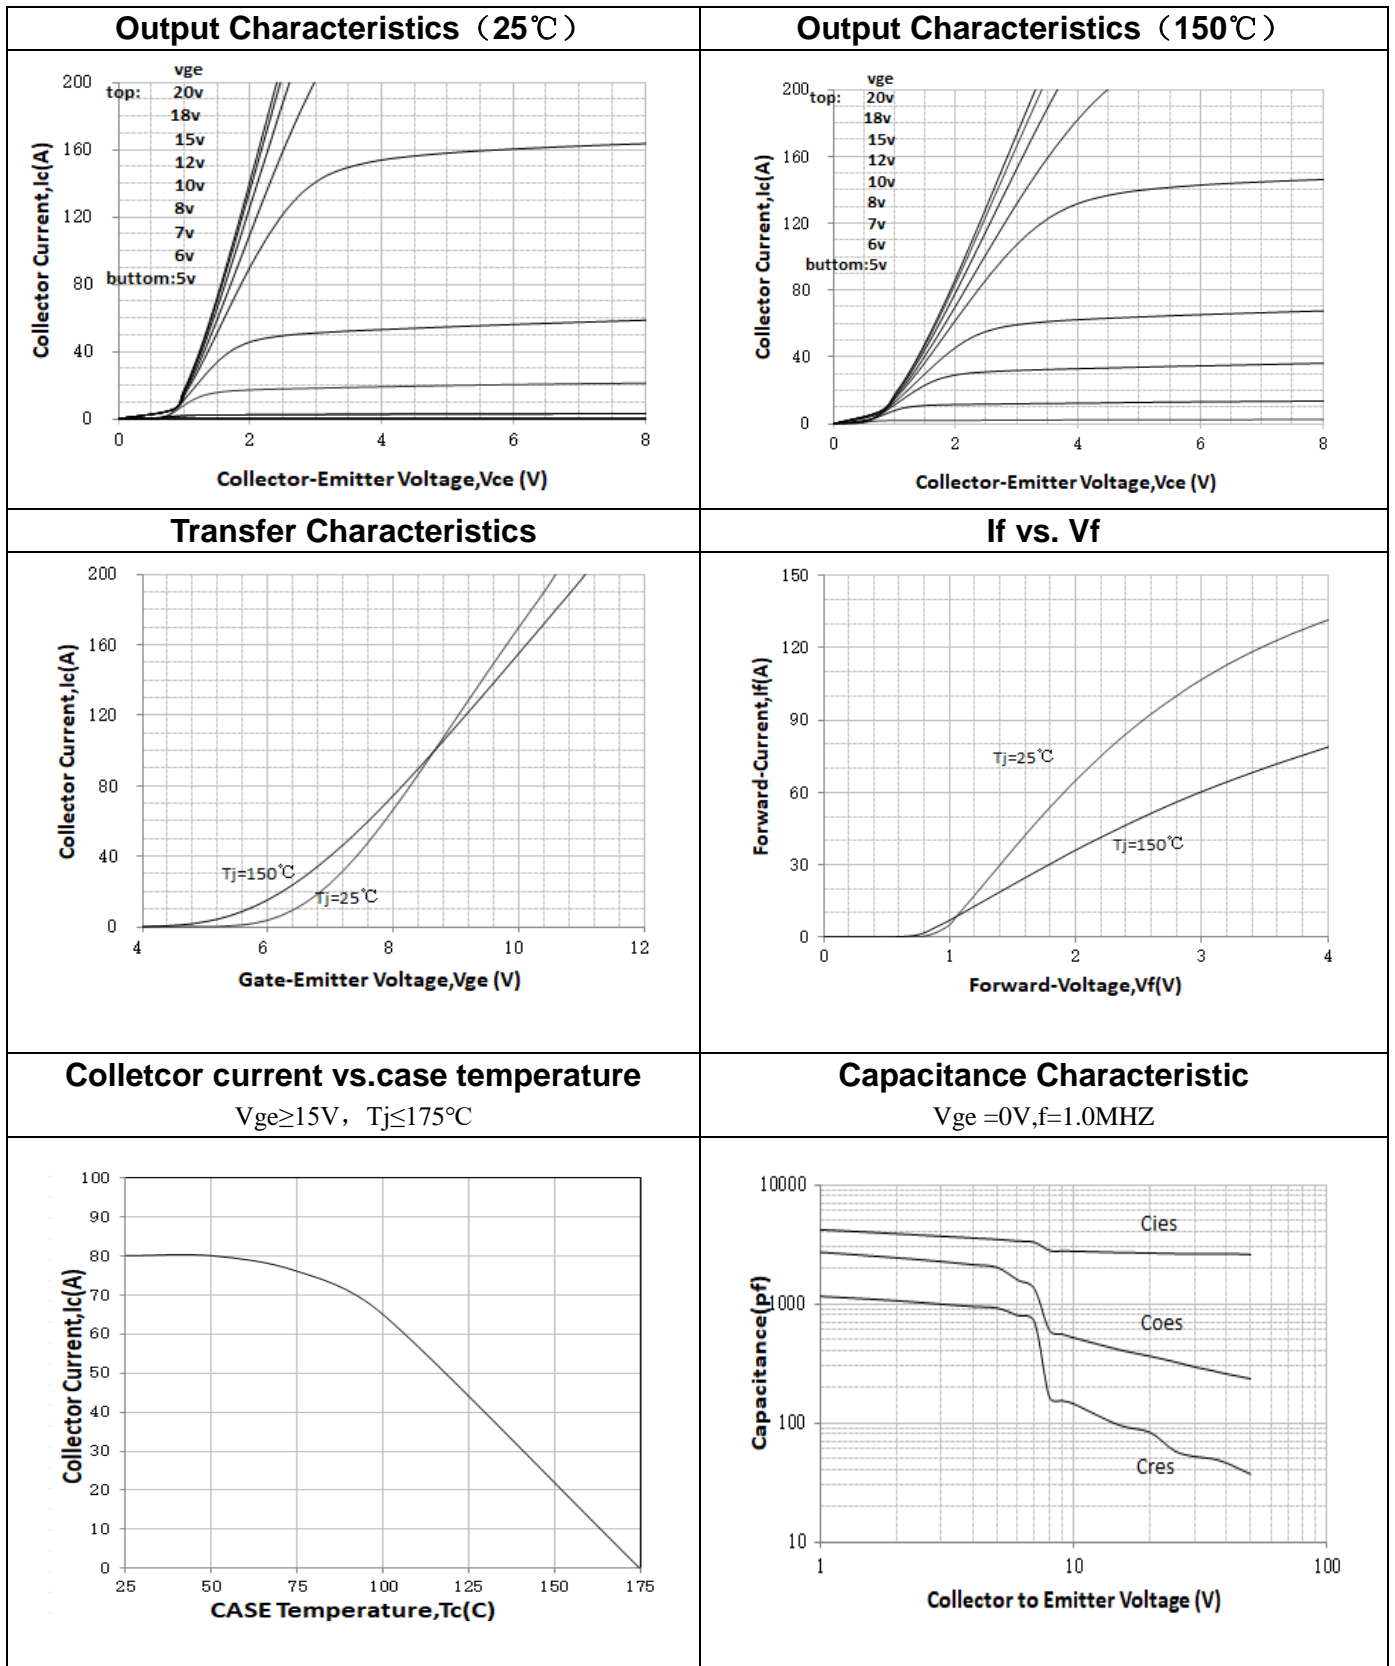 Output Characteristics（25℃）
vge
top: 20v
18v
15v
12v
10v
8v
7v
6v
buttom:5v
200
160
120
80
40
0
0 2 4 6 8
Collector Current,Ic(A)
Collector-Emitter Voltage,Vce (V)
Output Characteristics（150℃）
vge
top: 20v
18v
15v
12v
10v
8v
7v
6v
buttom:5v
200
160
120
80
40
0
0 2 4 6 8
Collector Current,Ic(A)
Collector-Emitter Voltage,Vce (V)
Transfer Characteristics
200
160
120
80
40
0
4 6 8 10 12
Tj=150℃
Tj=25℃
Collector Current,Ic(A)
Gate-Emitter Voltage,Vge (V)
If vs. Vf
150
120
90
60
30
0
0 1 2 3 4
Tj=25℃
Tj=150℃
Forward-Current,If(A)
Forward-Voltage,Vf(V)
Colletcor current vs.case temperature
Vge≥15V，Tj≤175℃
100
90
80
70
60
50
40
30
20
10
0
25 50 75 100 125 150 175
Collector Current,Ic(A)
CASE Temperature,Tc(C)
Capacitance Characteristic
Vge =0V,f=1.0MHZ
10000
1000
100
10
1 10 100
Cies
Coes
Cres
Capacitance(pf)
Collector to Emitter Voltage (V)